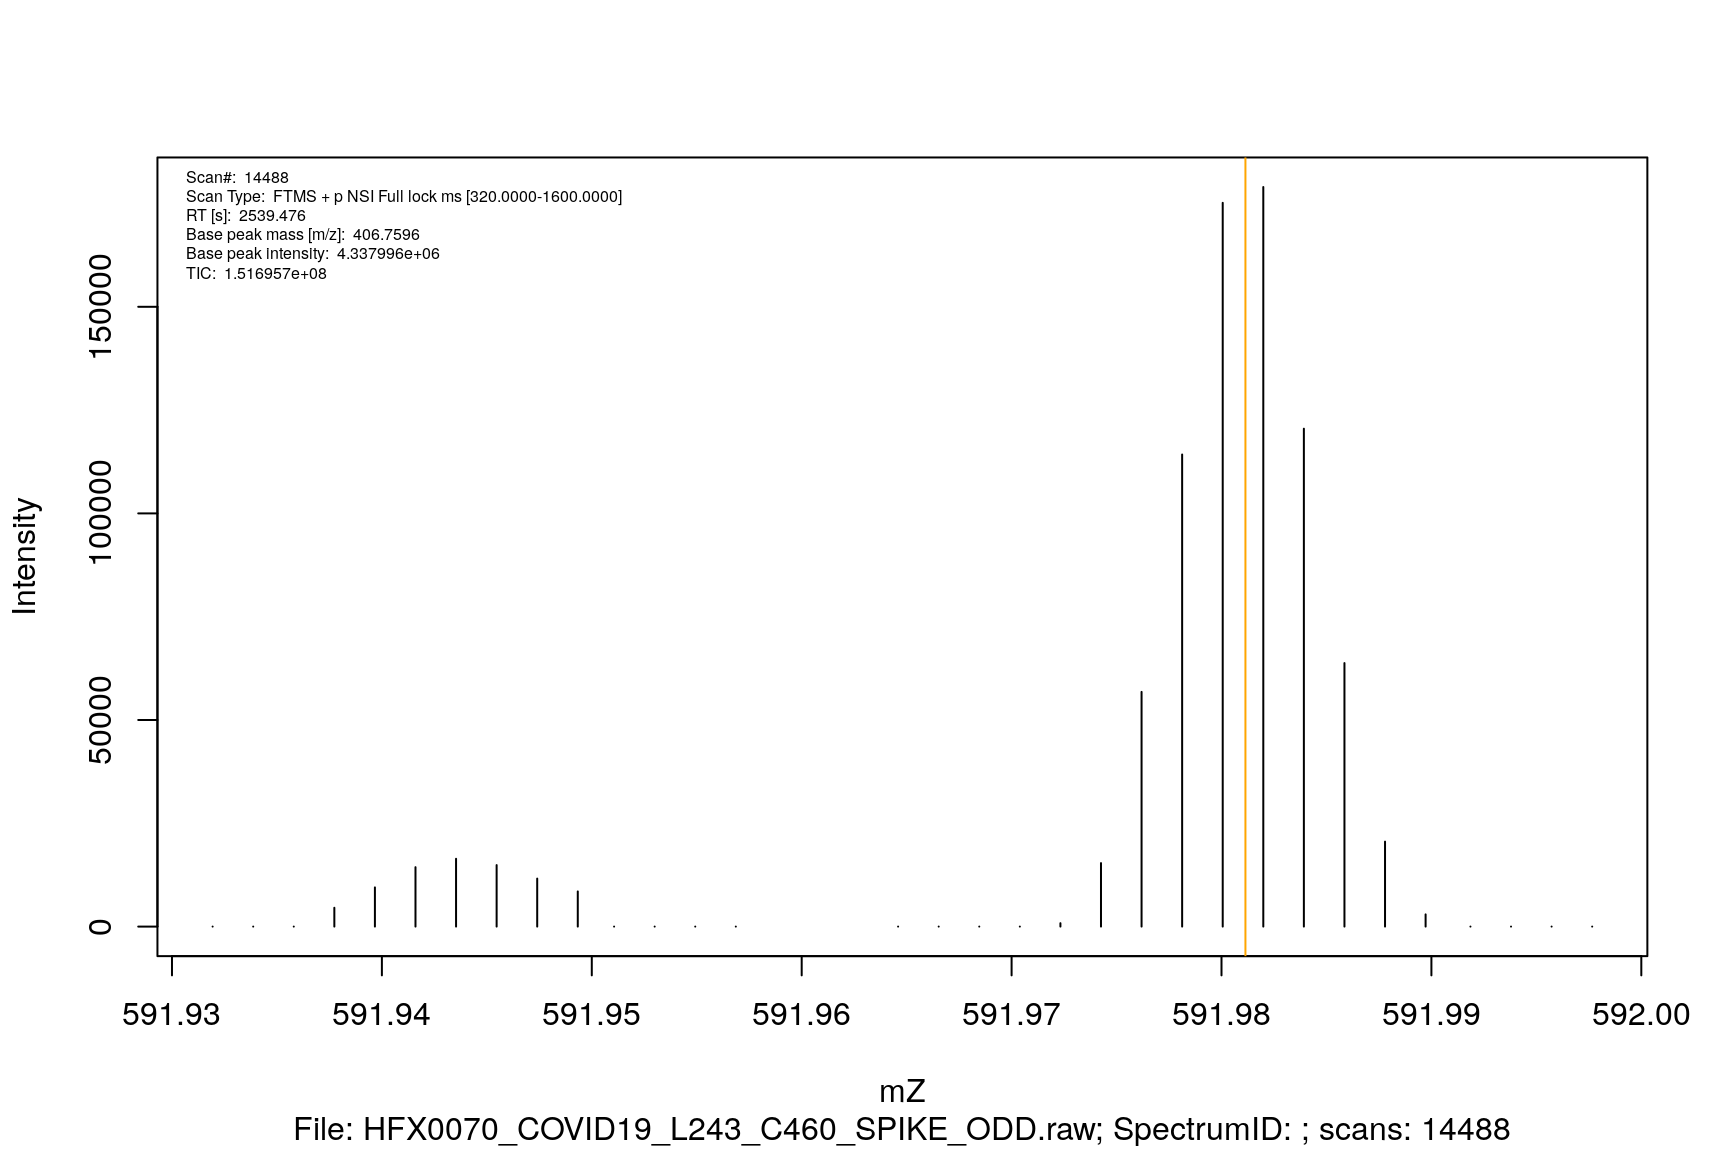 Scan#: 14488
Scan Type: FTMS + p NSI Full lock ms [320.0000-1600.0000]
RT [s]: 2539.476
Base peak mass [m/z]: 406.7596
Base peak intensity: 4.337996e+06
TIC: 1.516957e+08
150000
100000
50000
0
Intensity
591.93 591.94 591.95 591.96 591.97 591.98 591.99 592.00
mZ
File: HFX0070_COVID19_L243_C460_SPIKE_ODD.raw; SpectrumID: ; scans: 14488